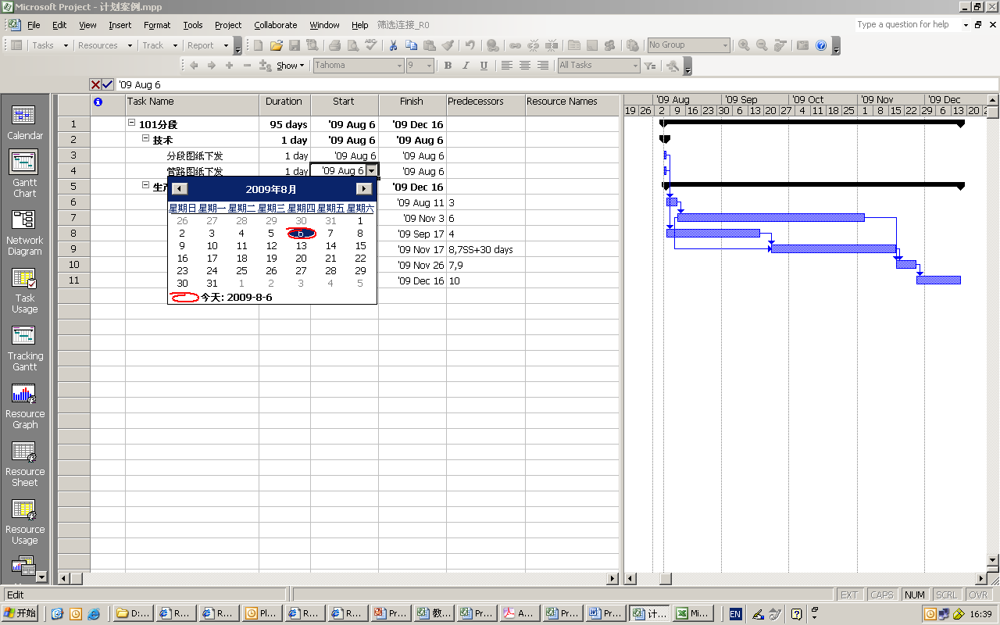 Microsoft Project - 计划案例.mpp
File Edit View Insert Format Tools Project Collaborate Window Help 筛选连接_R0 Type a question for help
Tasks Resources Track Report No Group
Show Tahoma 9 B I U All Tasks
'09 Aug 6
Task Name Duration Start Finish Predecessors Resource Names
'09 Aug '09 Sep '09 Oct '09 Nov '09 Dec
19 26 2 9 16 23 30 6 13 20 27 4 11 18 25 1 8 15 22 29 6 13 20 27
1 101分段 95 days '09 Aug 6 '09 Dec 16
2 技术 1 day '09 Aug 6 '09 Aug 6
3 分段图纸下发 1 day '09 Aug 6 '09 Aug 6
4 管路图纸下发 1 day '09 Aug 6 '09 Aug 6
5 '09 Dec 16
6 '09 Aug 11 3
7 '09 Nov 3 6
8 '09 Sep 17 4
9 '09 Nov 17 8,7SS+30 days
10 '09 Nov 26 7,9
11 '09 Dec 16 10
2009年8月
星期日 星期一 星期二 星期三 星期四 星期五 星期六
26 27 28 29 30 31 1
2 3 4 5 6 7 8
9 10 11 12 13 14 15
16 17 18 19 20 21 22
23 24 25 26 27 28 29
30 31 1 2 3 4 5
今天: 2009-8-6
Calendar
Gantt
Chart
Network
Diagram
Task
Usage
Tracking
Gantt
Resource
Graph
Resource
Sheet
Resource
Usage
Edit EXT CAPS NUM SCRL OVR
开始 D:... R... R... Pl... R... R... Pr... 教... Pr... A... Pr... Pr... 计... Mi... EN 16:39